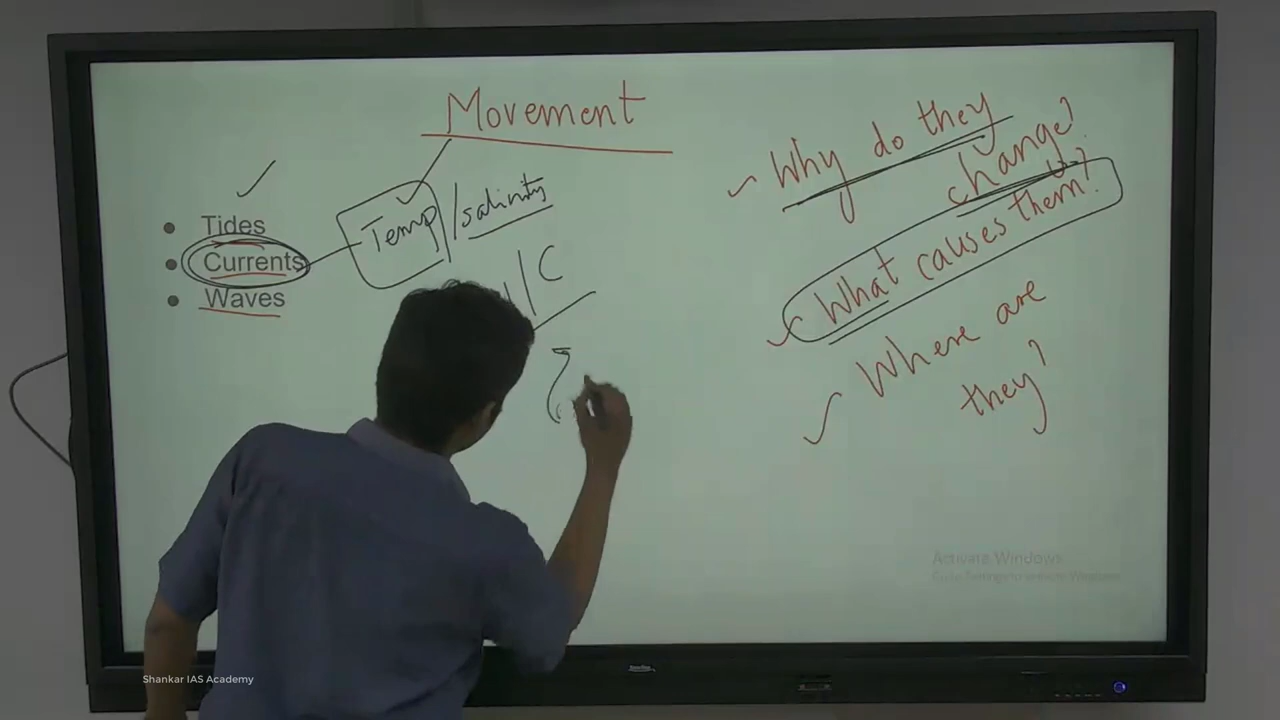 Movement
Tides
Currents
Waves
Temp/salinity
C
Why do they
change?
What causes them?
Where are
they?
Activate Windows
Shankar IAS Academy